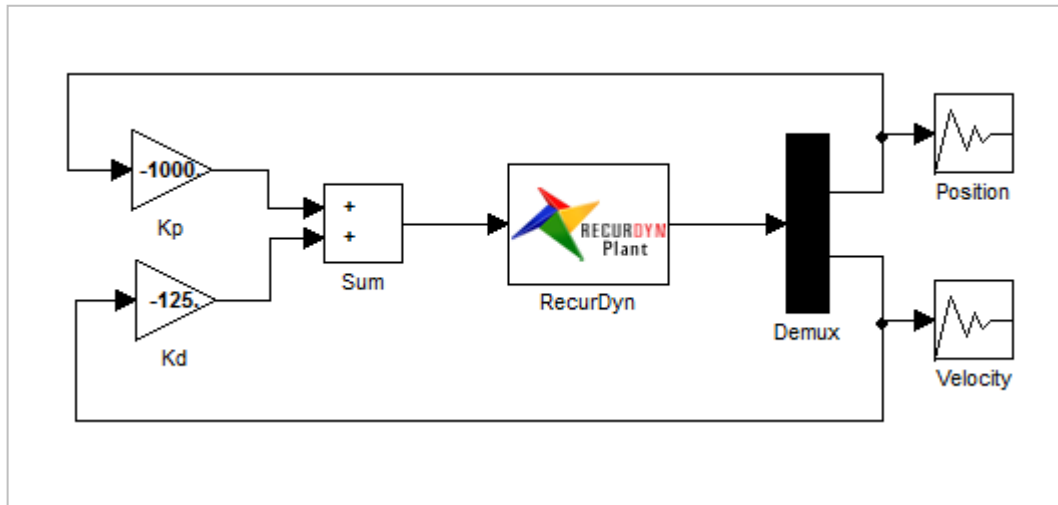 -1000.
Kp
-125.
Kd
+
+
Sum
RECURDYN
Plant
RecurDyn
Demux
Position
Velocity